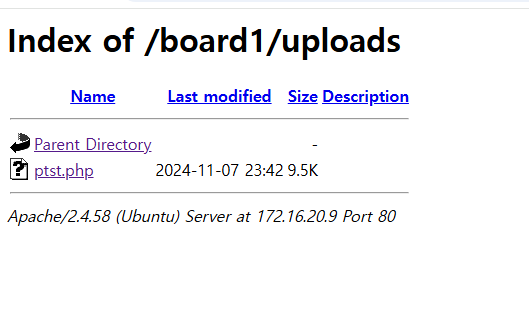 Index of /board1/uploads
Name Last modified Size Description
Parent Directory -
ptst.php 2024-11-07 23:42 9.5K
Apache/2.4.58 (Ubuntu) Server at 172.16.20.9 Port 80